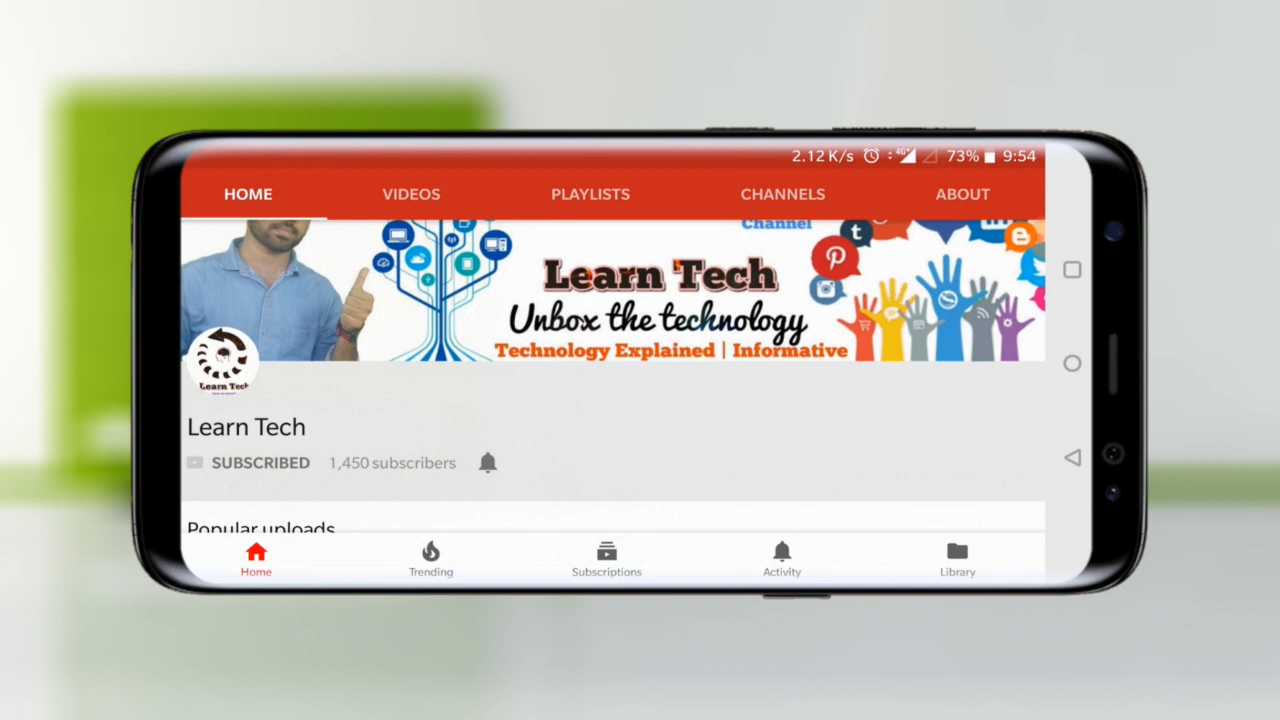 2.12 K/s 4G+ 73% 9:54
HOME VIDEOS PLAYLISTS CHANNELS ABOUT
Channel
Learn Tech
Unbox the technology
Technology Explained | Informative
Learn Tech
Learn Tech
SUBSCRIBED 1,450 subscribers
Popular uploads
Home Trending Subscriptions Activity Library